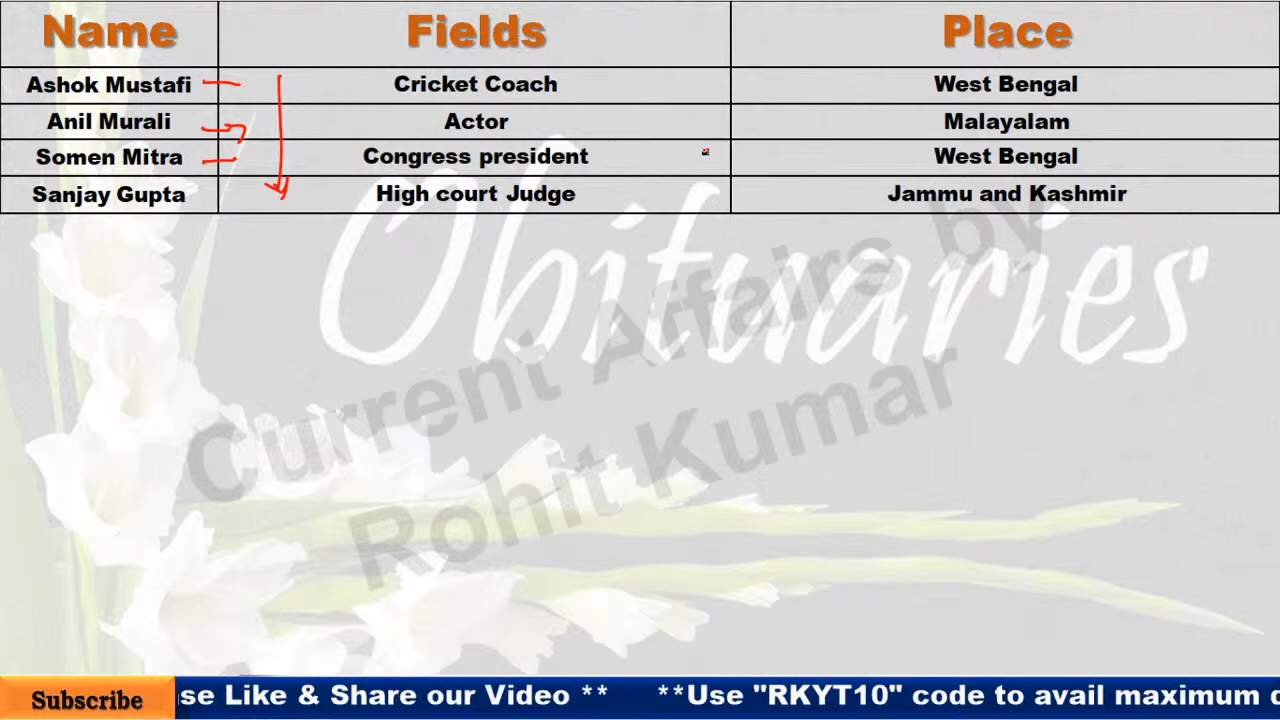 Name Fields Place
Ashok Mustafi Cricket Coach West Bengal
Anil Murali Actor Malayalam
Somen Mitra Congress president West Bengal
Sanjay Gupta High court Judge Jammu and Kashmir
Obituaries
Current Affairs by
Rohit Kumar
Subscribe se Like & Share our Video ** **Use "RKYT10" code to avail maximum